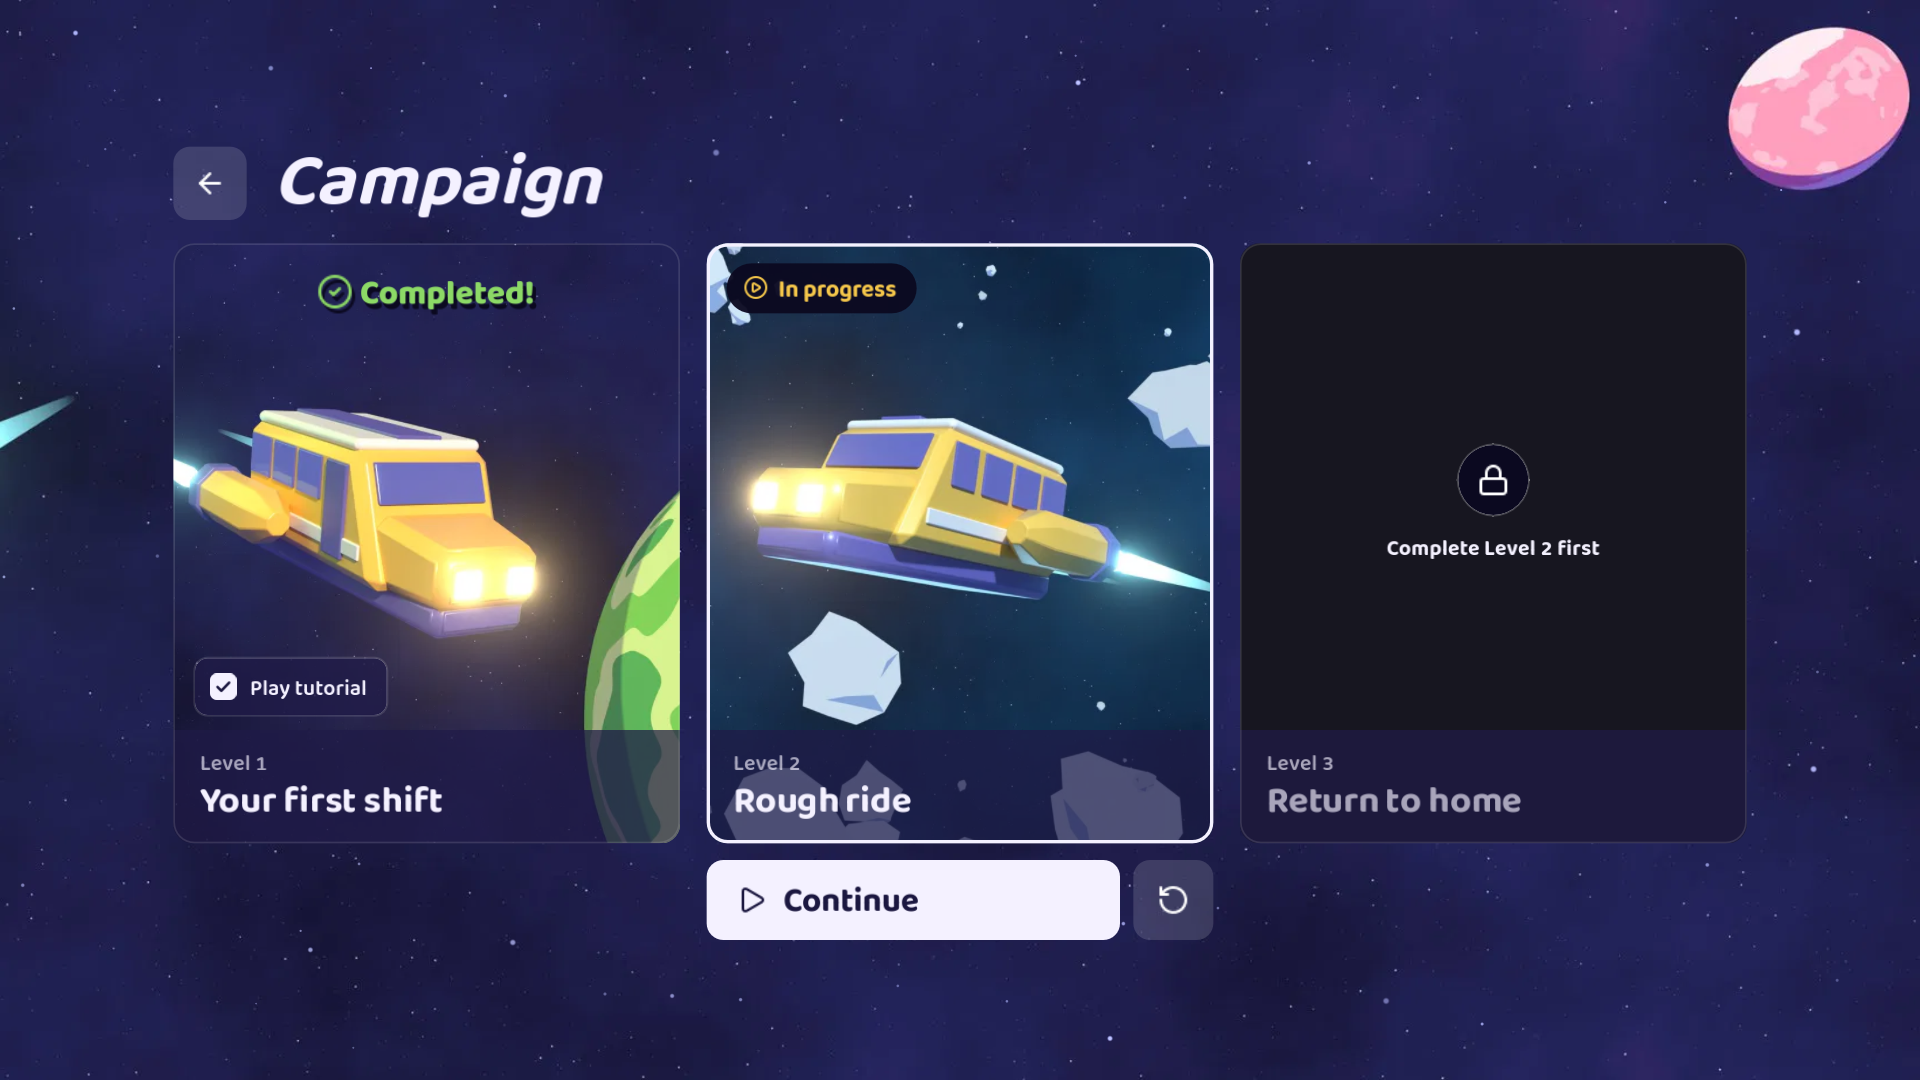 Campaign
Completed!
Play tutorial
Level 1
Your first shift
In progress
Level 2
Rough ride
Continue
Complete Level 2 first
Level 3
Return to home